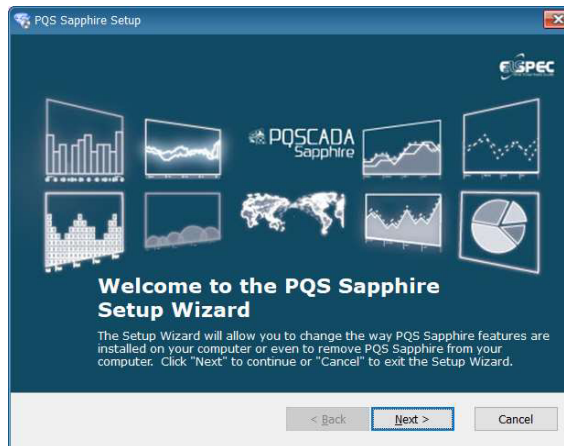 PQS Sapphire Setup
ELSPEC
PQSCADA
Sapphire
Welcome to the PQS Sapphire
Setup Wizard
The Setup Wizard will allow you to change the way PQS Sapphire features are
installed on your computer or even to remove PQS Sapphire from your
computer. Click "Next" to continue or "Cancel" to exit the Setup Wizard.
< Back
Next >
Cancel